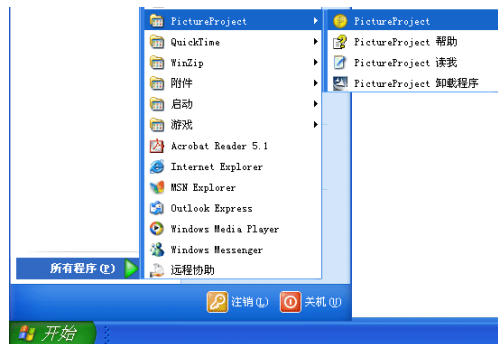 PictureProject
QuickTime
WinZip
附件
启动
游戏
Acrobat Reader 5.1
Internet Explorer
MSN Explorer
Outlook Express
Windows Media Player
Windows Messenger
远程协助
PictureProject
PictureProject 帮助
PictureProject 读我
PictureProject 卸载程序
所有程序(P)
注销(L)
关机(U)
开始